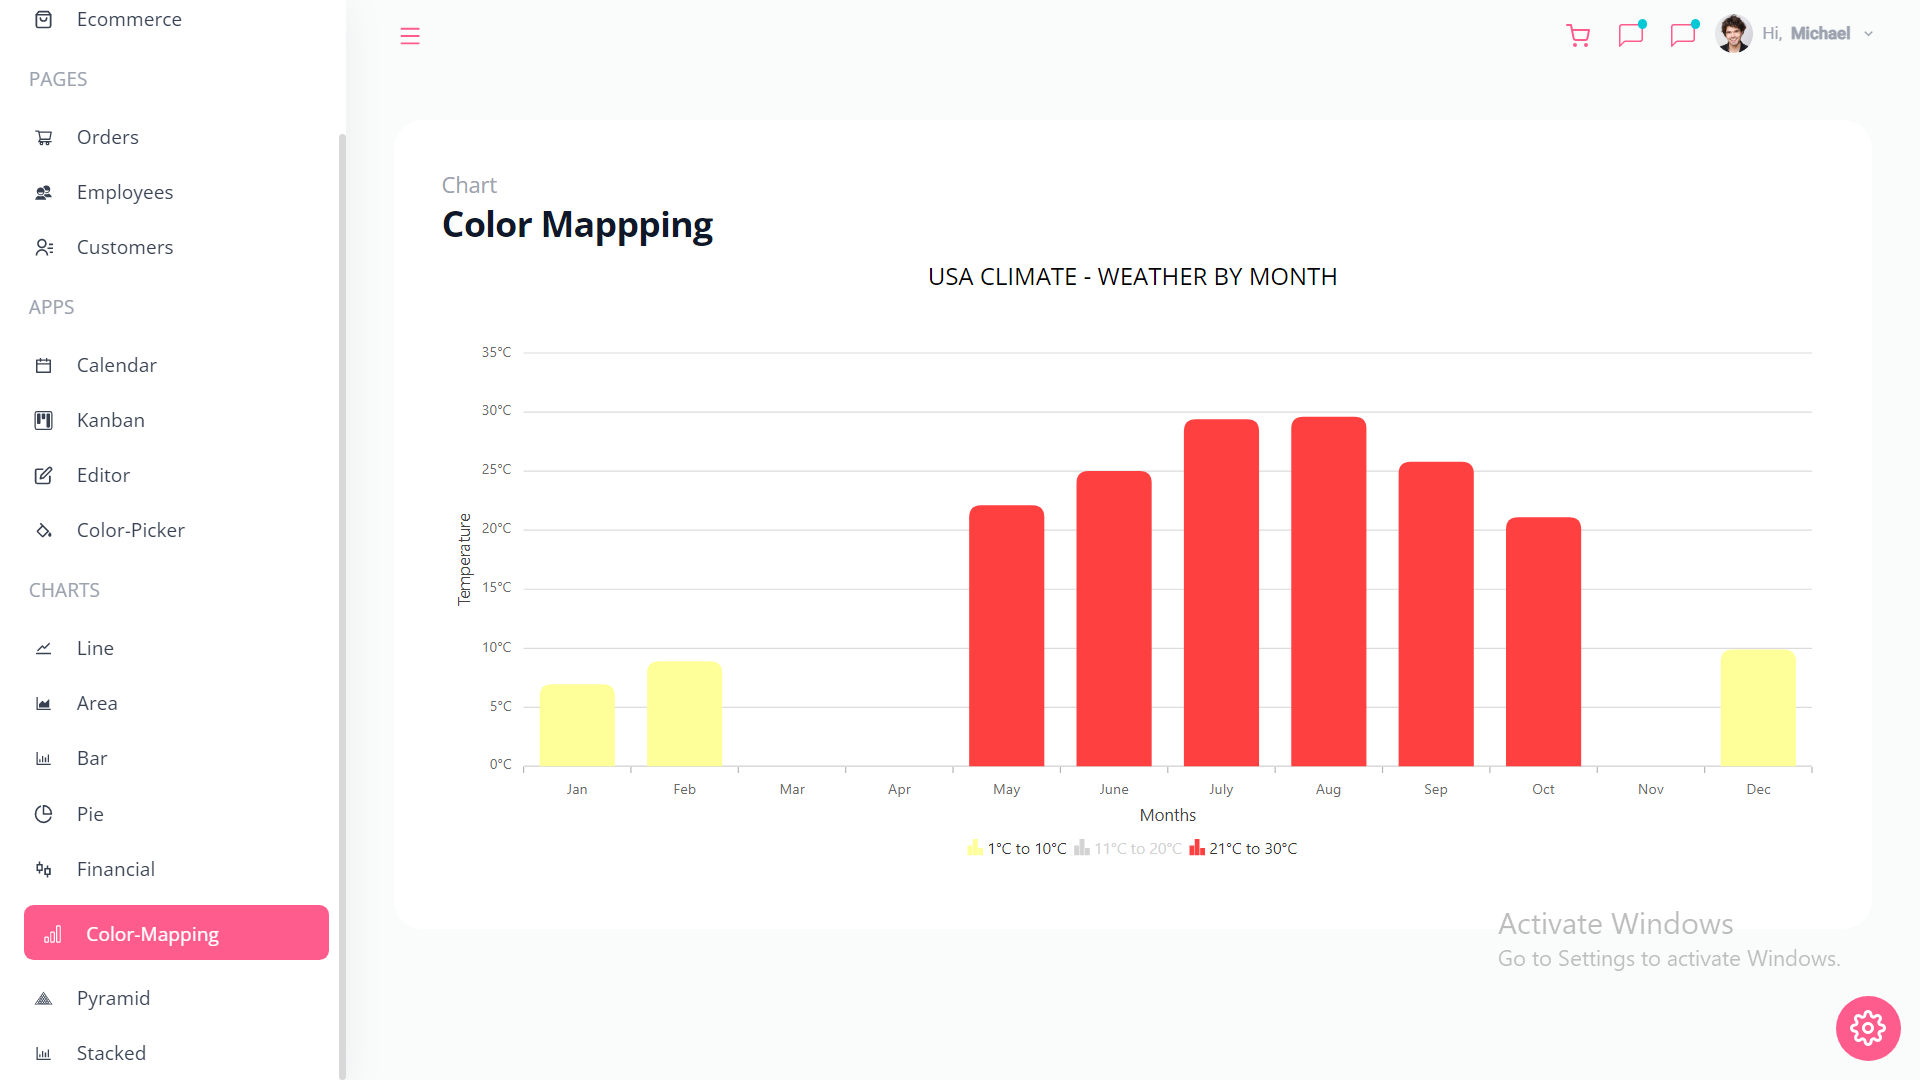 Ecommerce
PAGES
Orders
Employees
Customers
APPS
Calendar
Kanban
Editor
Color-Picker
CHARTS
Line
Area
Bar
Pie
Financial
Color-Mapping
Pyramid
Stacked
Hi, Michael
Chart
Color Mappping
USA CLIMATE - WEATHER BY MONTH
35°C
30°C
25°C
20°C
15°C
10°C
5°C
0°C
Temperature
Jan Feb Mar Apr May June July Aug Sep Oct Nov Dec
Months
1°C to 10°C 11°C to 20°C 21°C to 30°C
Activate Windows
Go to Settings to activate Windows.